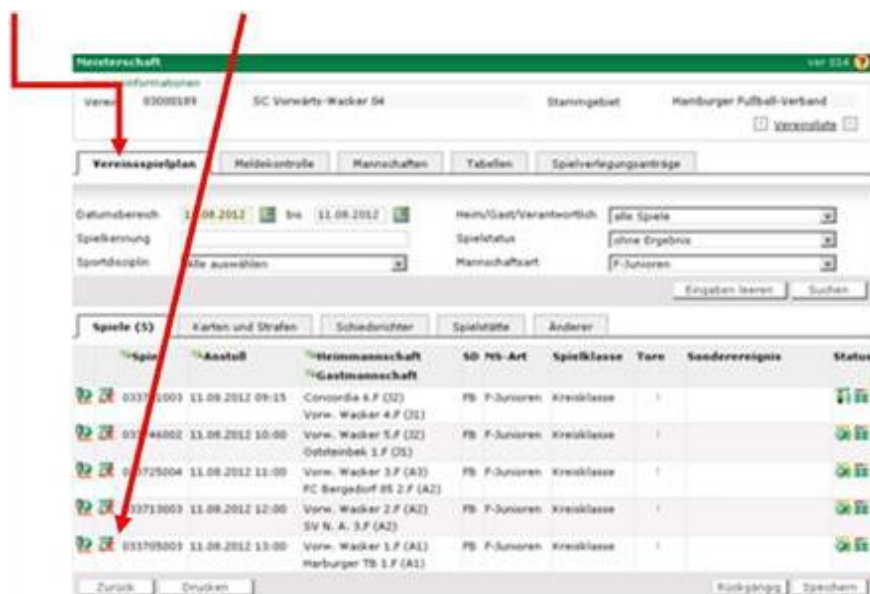 Meisterschaft ver 014
03000189 SC Vorwärts-Wacker 04 Stammgebiet Hamburger Fußball-Verband
Vereinsliste
Vereinsspielplan Meldekontrolle Mannschaften Tabellen Spielverlegungsanträge
Datumsbereich .08.2012 bis 11.08.2012 Heim/Gast/Verantwortlich alle Spiele
Spielkennung Spielstatus ohne Ergebnis
Sportdisziplin Alle auswählen Mannschaftsart F-Junioren
Eingaben leeren Suchen
Spiele (5) Karten und Strafen Schiedsrichter Spielstätte Änderer
Spiel Anstoß Heimmannschaft SD MS-Art Spielklasse Tore Sonderereignis Status
Gastmannschaft
11.08.2012 09:15 Concordia 6.F (J2) FB F-Junioren Kreisklasse :
Vorw. Wacker 4.F (J1)
11.08.2012 10:00 Vorw. Wacker 5.F (J2) FB F-Junioren Kreisklasse :
Oststeinbek 1.F (J1)
11.08.2012 11:00 Vorw. Wacker 3.F (A3) FB F-Junioren Kreisklasse :
FC Bergedorf 85 2.F (A2)
033713003 11.08.2012 12:00 Vorw. Wacker 2.F (A2) FB F-Junioren Kreisklasse :
SV N. A. 3.F (A2)
033705003 11.08.2012 13:00 Vorw. Wacker 1.F (A1) FB F-Junioren Kreisklasse :
Harburger TB 1.F (A1)
Zurück Drucken Rückgängig Speichern